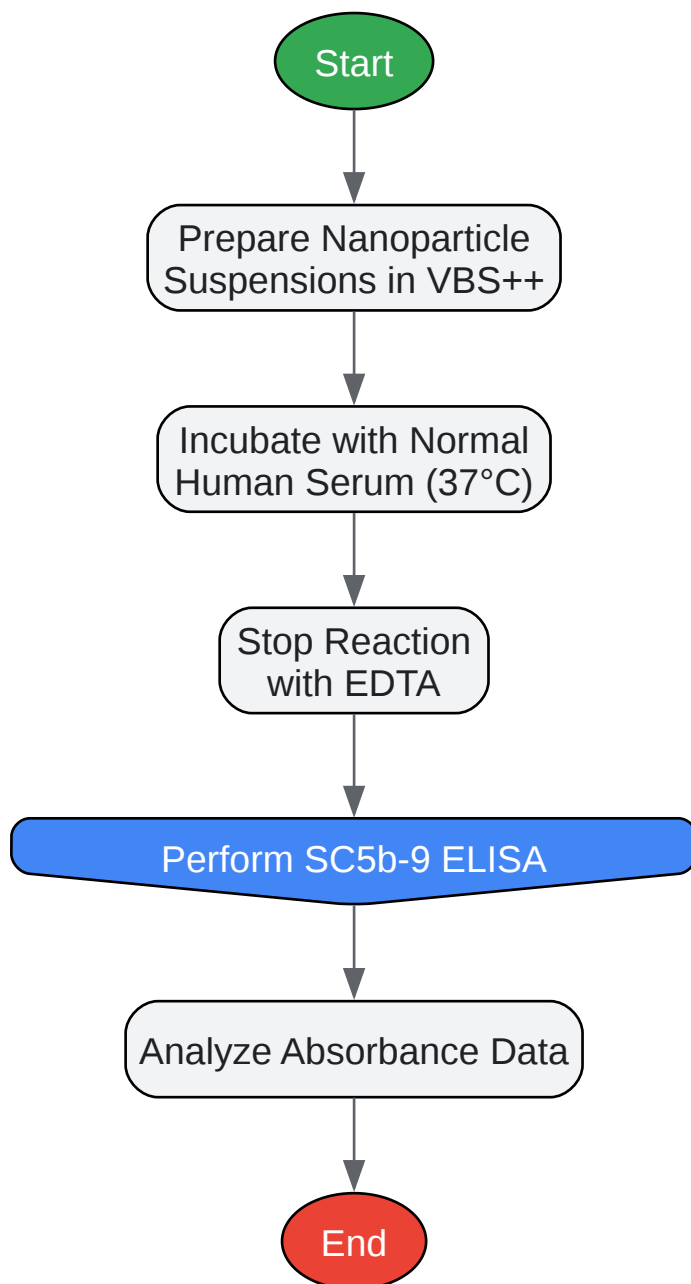 Start
Prepare Nanoparticle
Suspensions in VBS++
Incubate with Normal
Human Serum (37°C)
Stop Reaction
with EDTA
Perform SC5b-9 ELISA
Analyze Absorbance Data
End